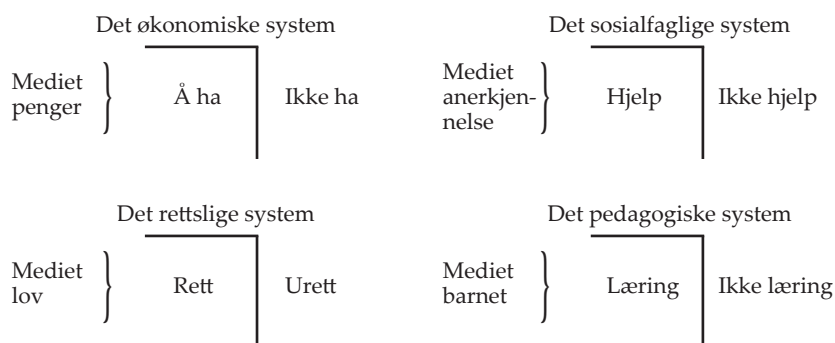 Det økonomiske system
Mediet
penger
Å ha
Ikke ha
Det sosialfaglige system
Mediet
anerkjen-
nelse
Hjelp
Ikke hjelp
Det rettslige system
Mediet
lov
Rett
Urett
Det pedagogiske system
Mediet
barnet
Læring
Ikke læring